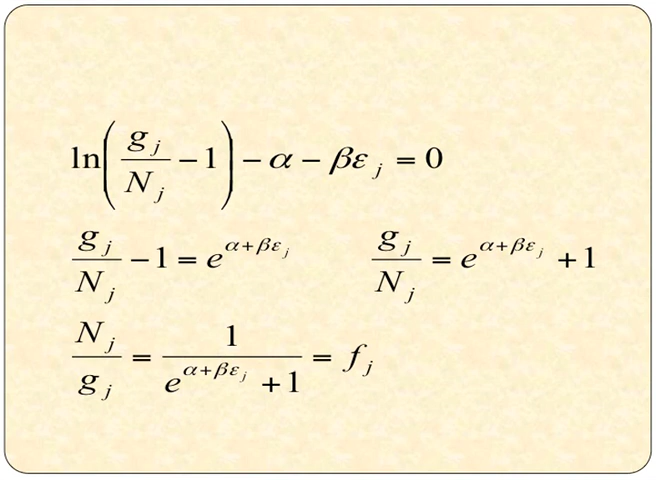 ln(g_j/N_j − 1) − α − βε_j = 0
g_j/N_j − 1 = e^(α+βε_j)    g_j/N_j = e^(α+βε_j) + 1
N_j/g_j = 1/(e^(α+βε_j) + 1) = f_j